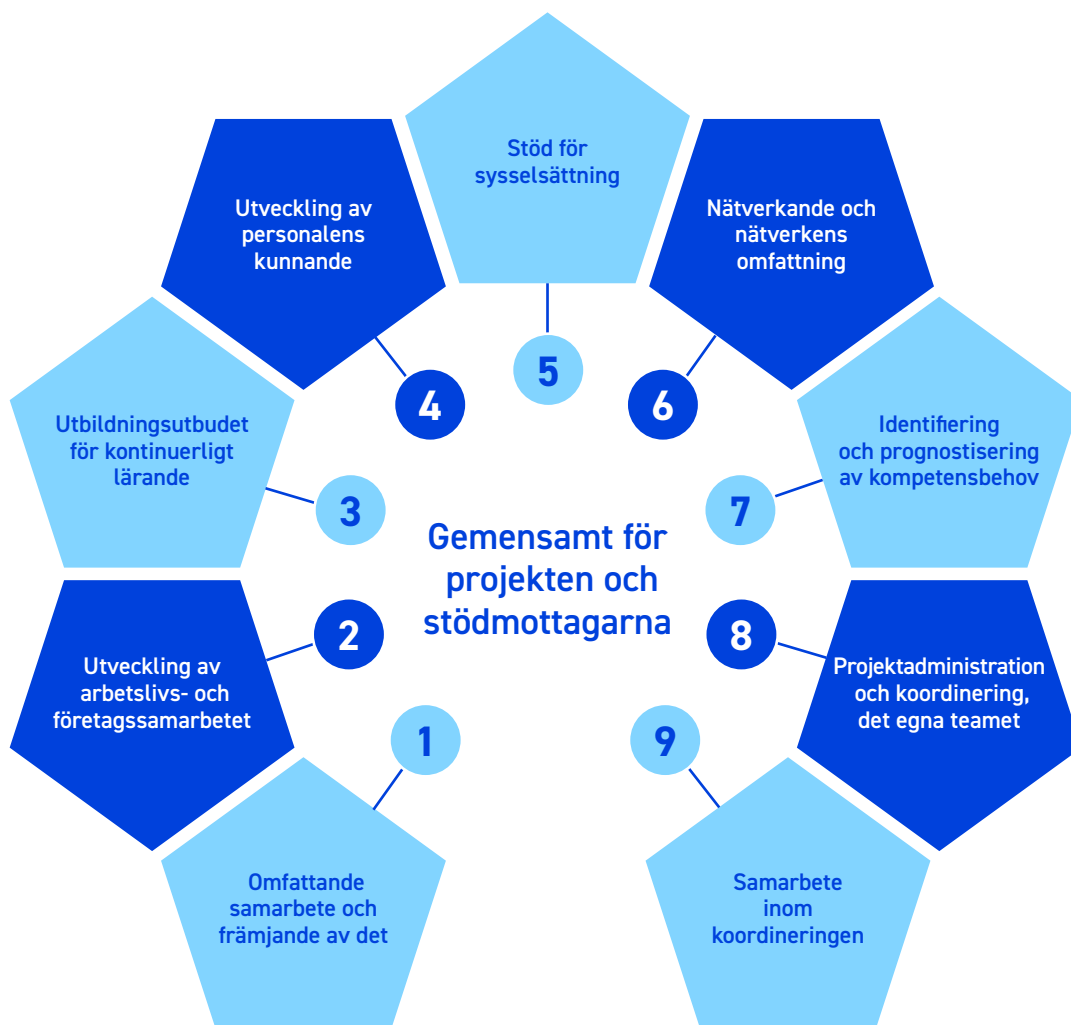 Stöd för
sysselsättning
Utveckling av
personalens
kunnande
Nätverkande och
nätverkens
omfattning
5
4
6
Utbildningsutbudet
för kontinuerligt
lärande
Identifiering
och prognostisering
av kompetensbehov
3
7
Gemensamt för
projekten och
stödmottagarna
2
8
Utveckling av
arbetslivs- och
företagssamarbetet
Projektadministration
och koordinering,
det egna teamet
1
9
Omfattande
samarbete och
främjande av det
Samarbete
inom
koordineringen